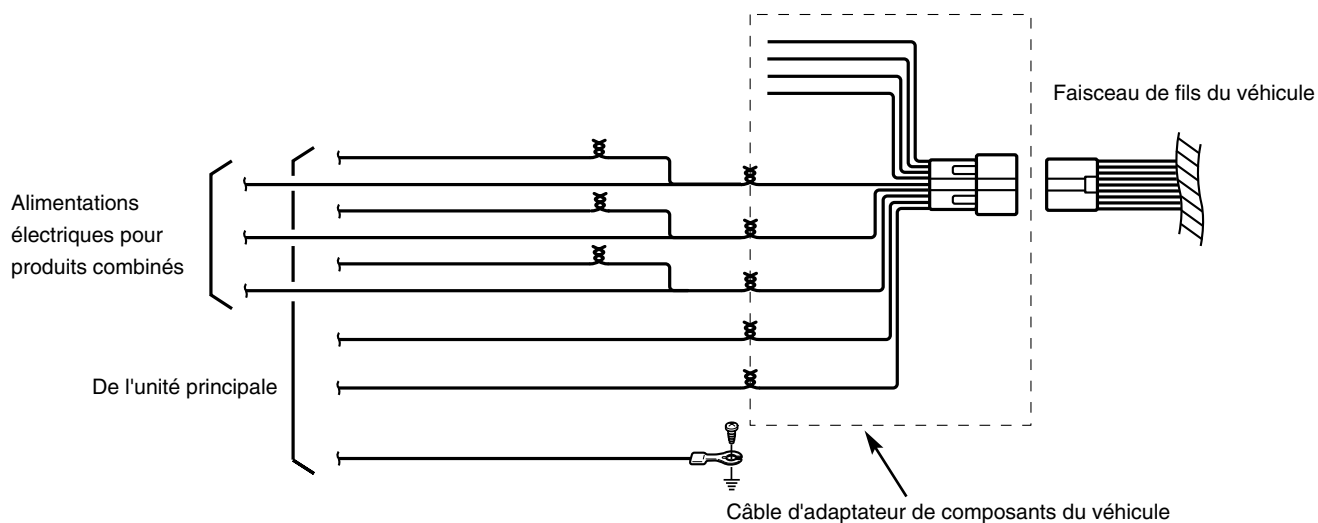 Faisceau de fils du véhicule
Alimentations
électriques pour
produits combinés
De l'unité principale
Câble d'adaptateur de composants du véhicule